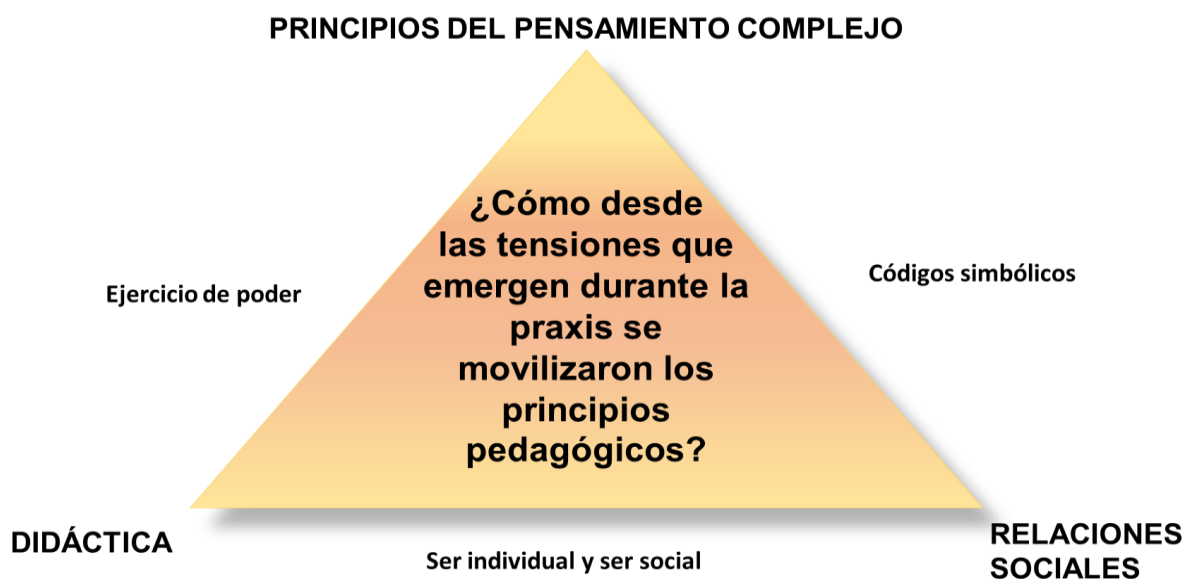 PRINCIPIOS DEL PENSAMIENTO COMPLEJO
¿Cómo desde
las tensiones que
emergen durante la
praxis se
movilizaron los
principios
pedagógicos?
Ejercicio de poder
Códigos simbólicos
DIDÁCTICA
Ser individual y ser social
RELACIONES
SOCIALES